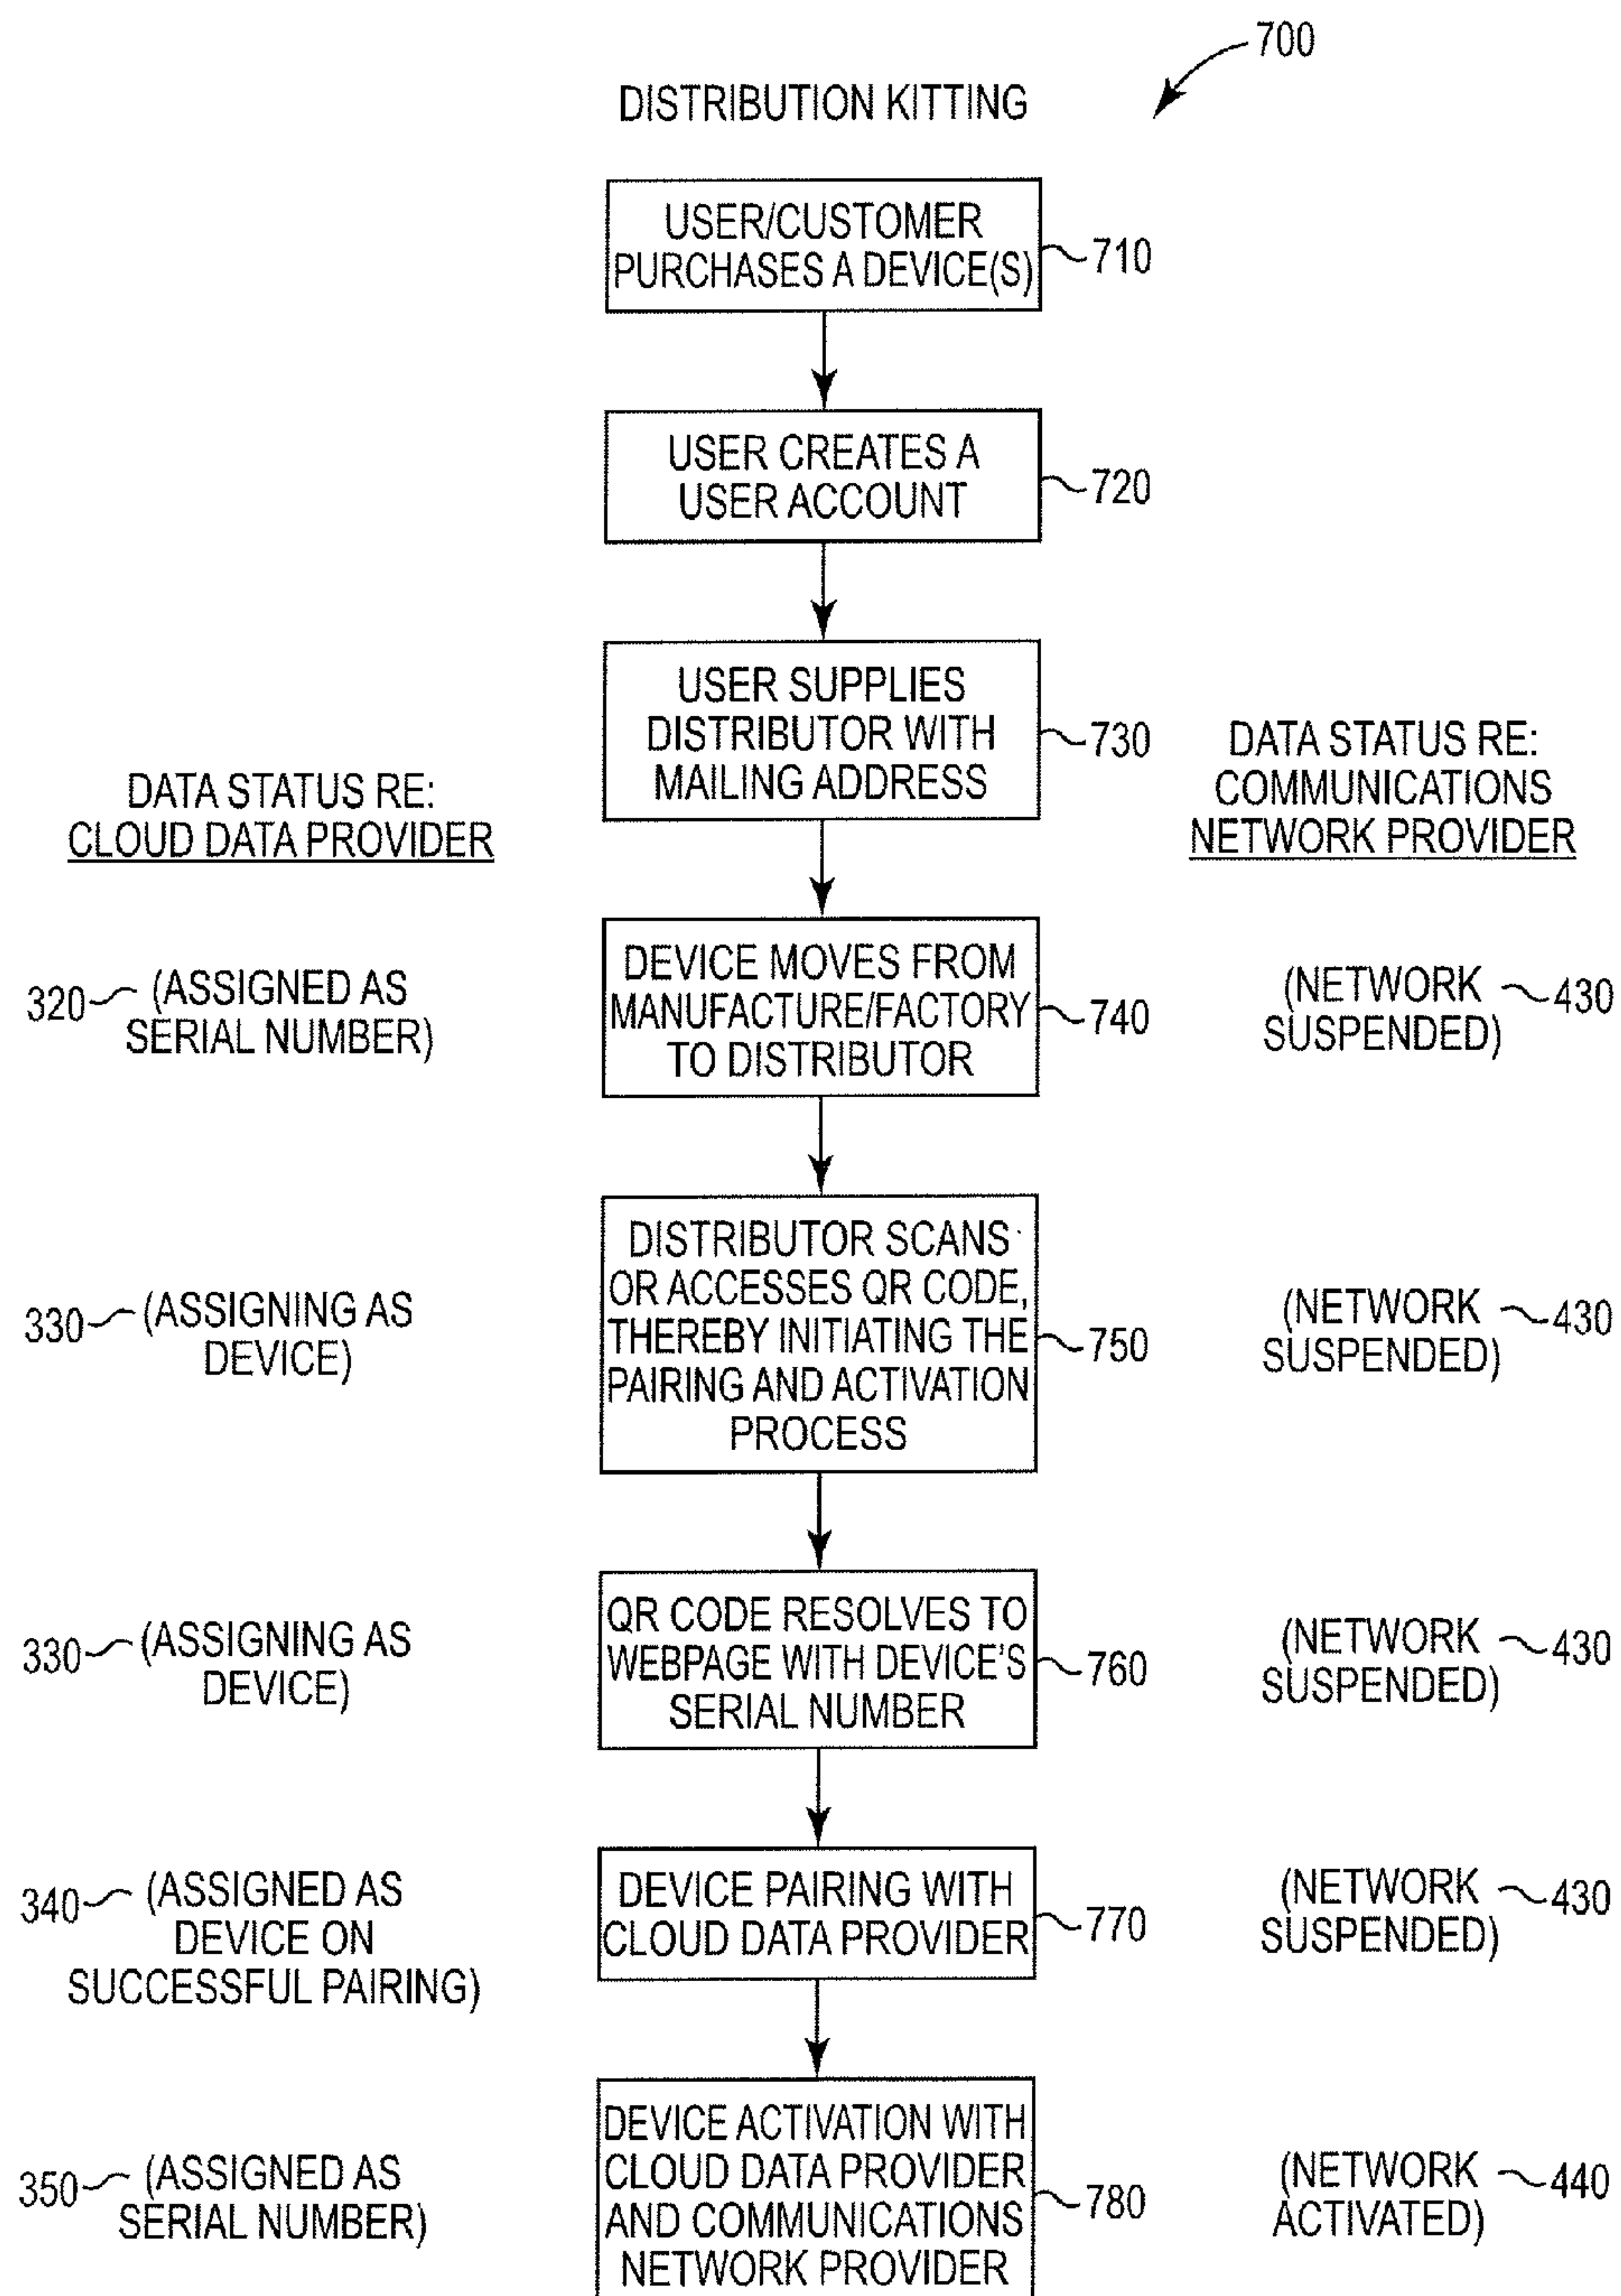 700
DISTRIBUTION KITTING
USER/CUSTOMER
PURCHASES A DEVICE(S)
710
USER CREATES A
USER ACCOUNT
720
USER SUPPLIES
DISTRIBUTOR WITH
MAILING ADDRESS
730
DATA STATUS RE:
CLOUD DATA PROVIDER
DATA STATUS RE:
COMMUNICATIONS
NETWORK PROVIDER
320
(ASSIGNED AS
SERIAL NUMBER)
DEVICE MOVES FROM
MANUFACTURE/FACTORY
TO DISTRIBUTOR
740
(NETWORK
SUSPENDED)
430
330
(ASSIGNING AS
DEVICE)
DISTRIBUTOR SCANS
OR ACCESSES QR CODE,
THEREBY INITIATING THE
PAIRING AND ACTIVATION
PROCESS
750
(NETWORK
SUSPENDED)
430
330
(ASSIGNING AS
DEVICE)
QR CODE RESOLVES TO
WEBPAGE WITH DEVICE'S
SERIAL NUMBER
760
(NETWORK
SUSPENDED)
430
340
(ASSIGNED AS
DEVICE ON
SUCCESSFUL PAIRING)
DEVICE PAIRING WITH
CLOUD DATA PROVIDER
770
(NETWORK
SUSPENDED)
430
350
(ASSIGNED AS
SERIAL NUMBER)
DEVICE ACTIVATION WITH
CLOUD DATA PROVIDER
AND COMMUNICATIONS
NETWORK PROVIDER
780
(NETWORK
ACTIVATED)
440